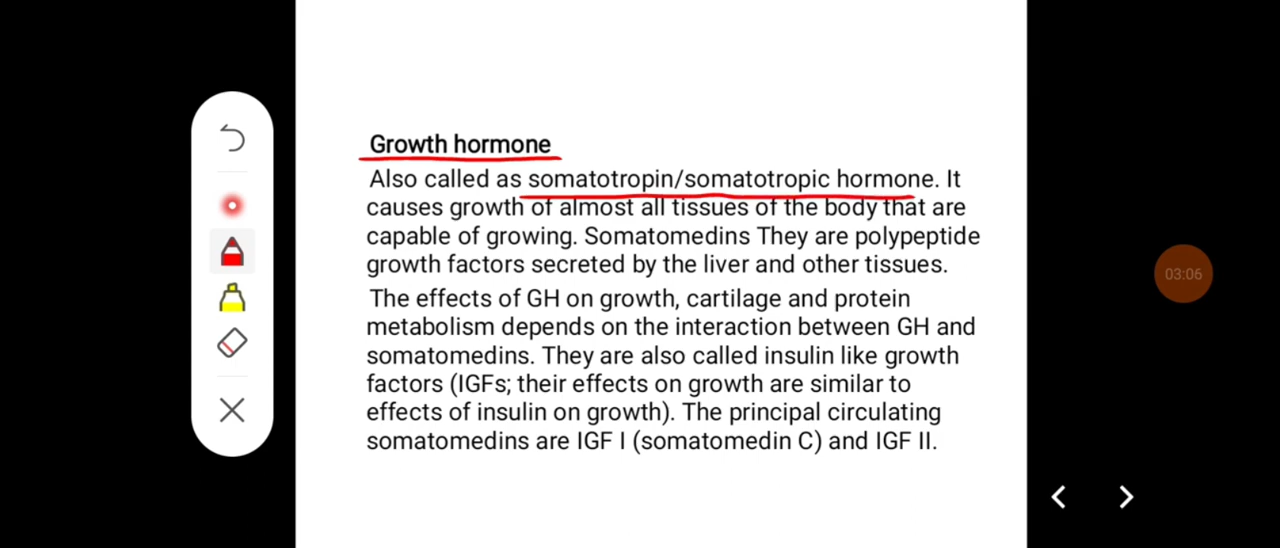 Growth hormone
Also called as somatotropin/somatotropic hormone. It
causes growth of almost all tissues of the body that are
capable of growing. Somatomedins They are polypeptide
growth factors secreted by the liver and other tissues.
The effects of GH on growth, cartilage and protein
metabolism depends on the interaction between GH and
somatomedins. They are also called insulin like growth
factors (IGFs; their effects on growth are similar to
effects of insulin on growth). The principal circulating
somatomedins are IGF I (somatomedin C) and IGF II.
03:06